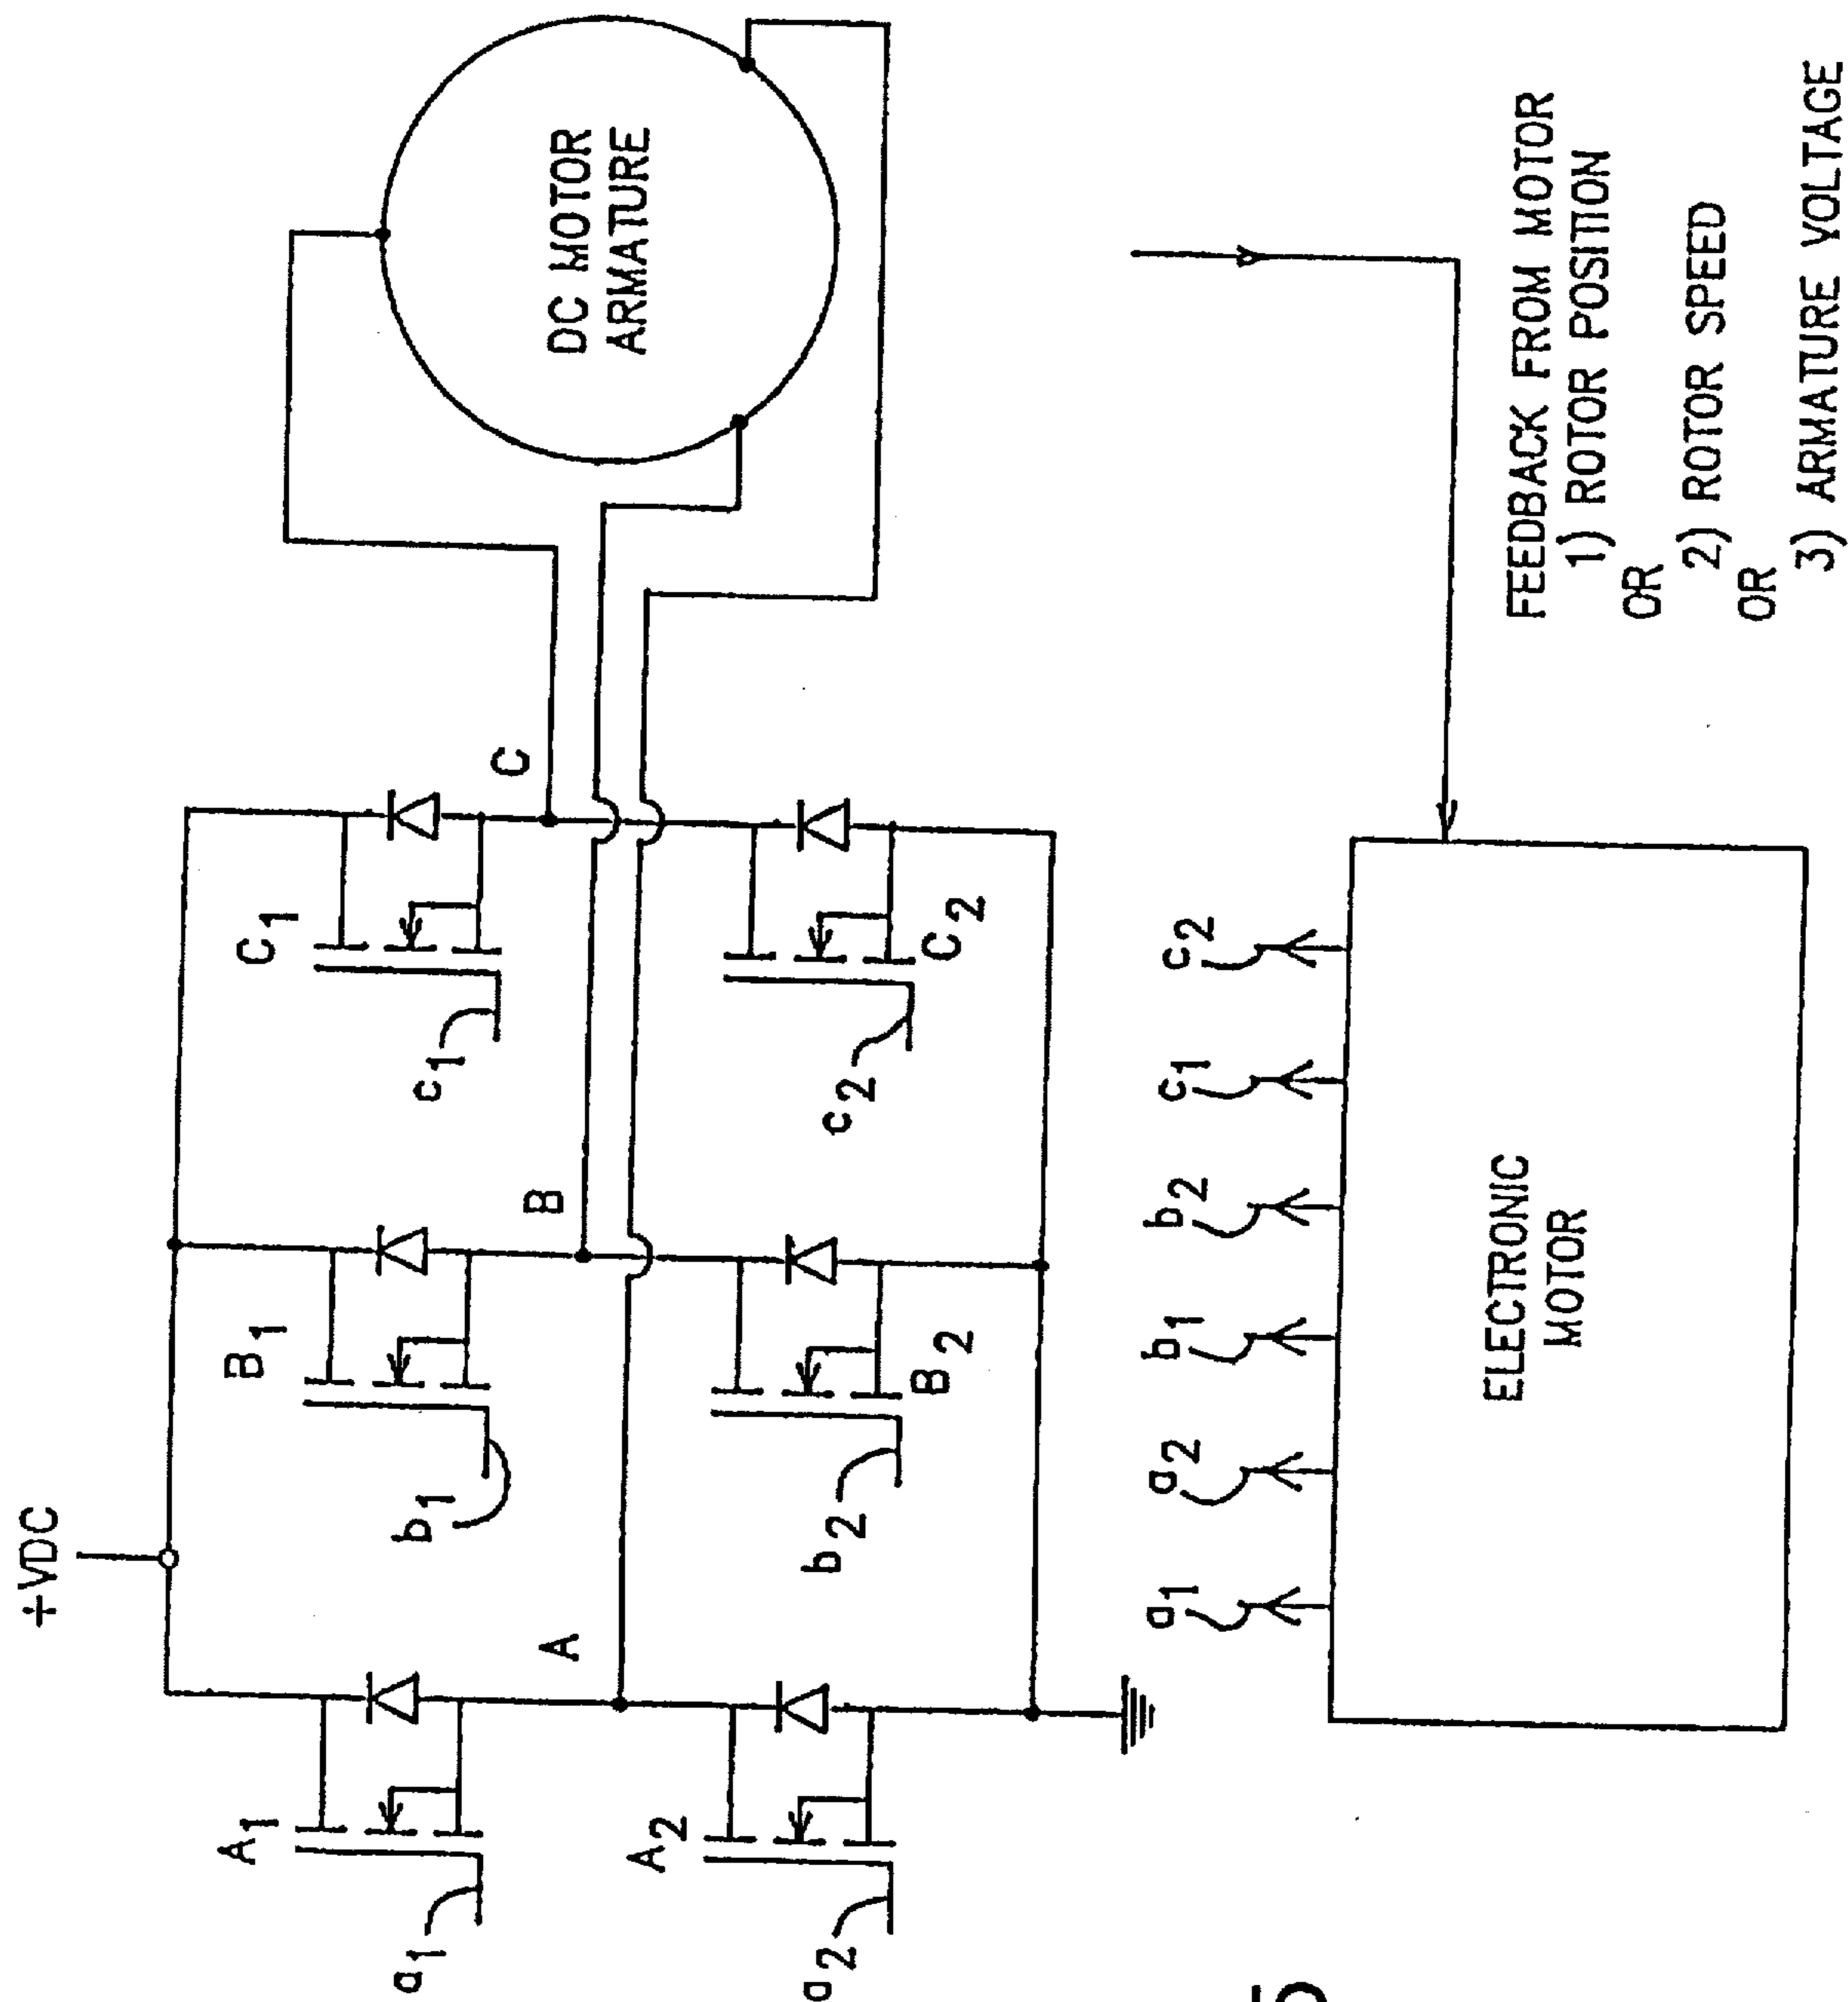 +VDC
A1
B1
C1
a1
b1
c1
C
B
A
DC MOTOR
ARMATURE
A2
B2
C2
a2
b2
c2
a1
a2
b1
b2
c1
c2
ELECTRONIC
MOTOR
FEEDBACK FROM MOTOR
1) ROTOR POSITION
OR
2) ROTOR SPEED
OR
3) ARMATURE VOLTAGE
5